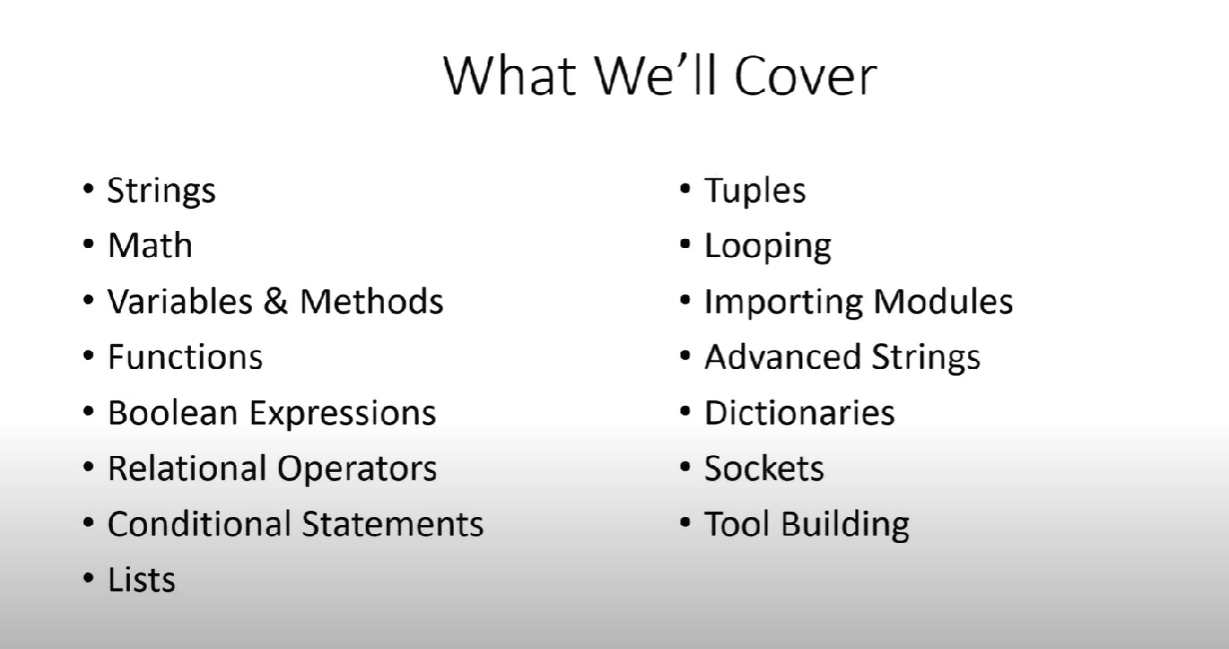 What We'll Cover
• Strings
• Math
• Variables & Methods
• Functions
• Boolean Expressions
• Relational Operators
• Conditional Statements
• Lists
• Tuples
• Looping
• Importing Modules
• Advanced Strings
• Dictionaries
• Sockets
• Tool Building